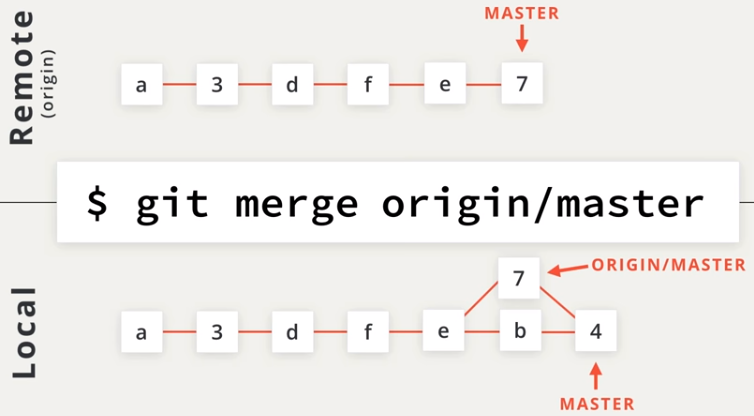 MASTER
Remote
(origin)
a 3 d f e 7
$ git merge origin/master
7
ORIGIN/MASTER
Local
a 3 d f e b 4
MASTER